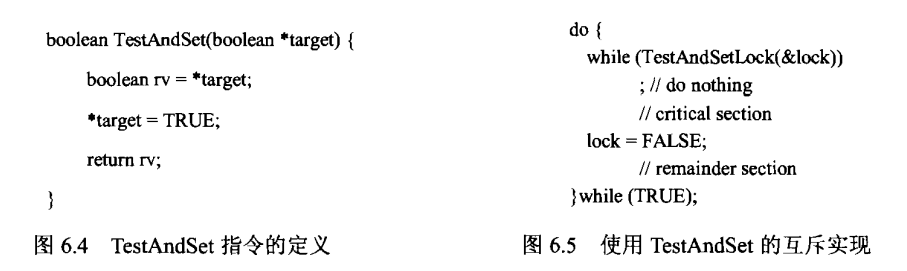 boolean TestAndSet(boolean *target) {
boolean rv = *target;
*target = TRUE;
return rv;
}
图 6.4 TestAndSet 指令的定义
do {
while (TestAndSetLock(&lock))
; // do nothing
// critical section
lock = FALSE;
// remainder section
}while (TRUE);
图 6.5 使用 TestAndSet 的互斥实现